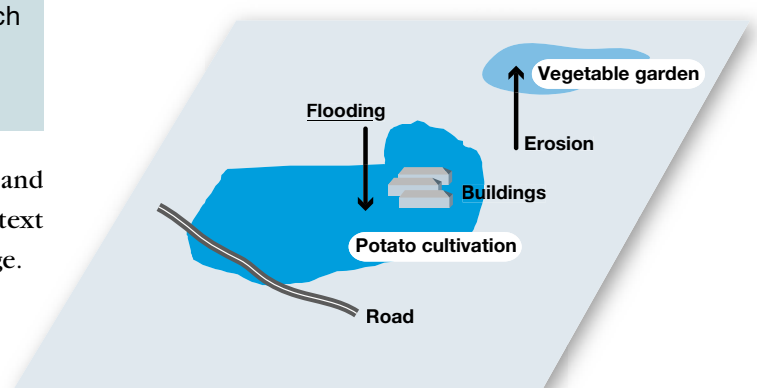 ch
and
text
ge.
Vegetable garden
Flooding
Erosion
Buildings
Potato cultivation
Road